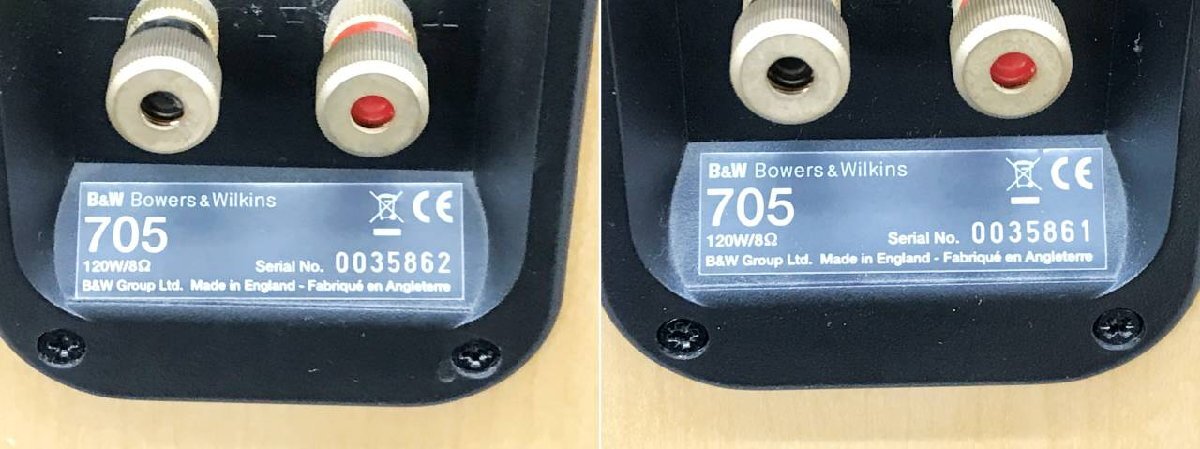 B&W Bowers & Wilkins
CE
705
120W/8Ω
Serial No. 0035862
B&W Group Ltd. Made in England - Fabriqué en Angleterre
B&W Bowers & Wilkins
CE
705
120W/8Ω
Serial No. 0035861
B&W Group Ltd. Made in England - Fabriqué en Angleterre